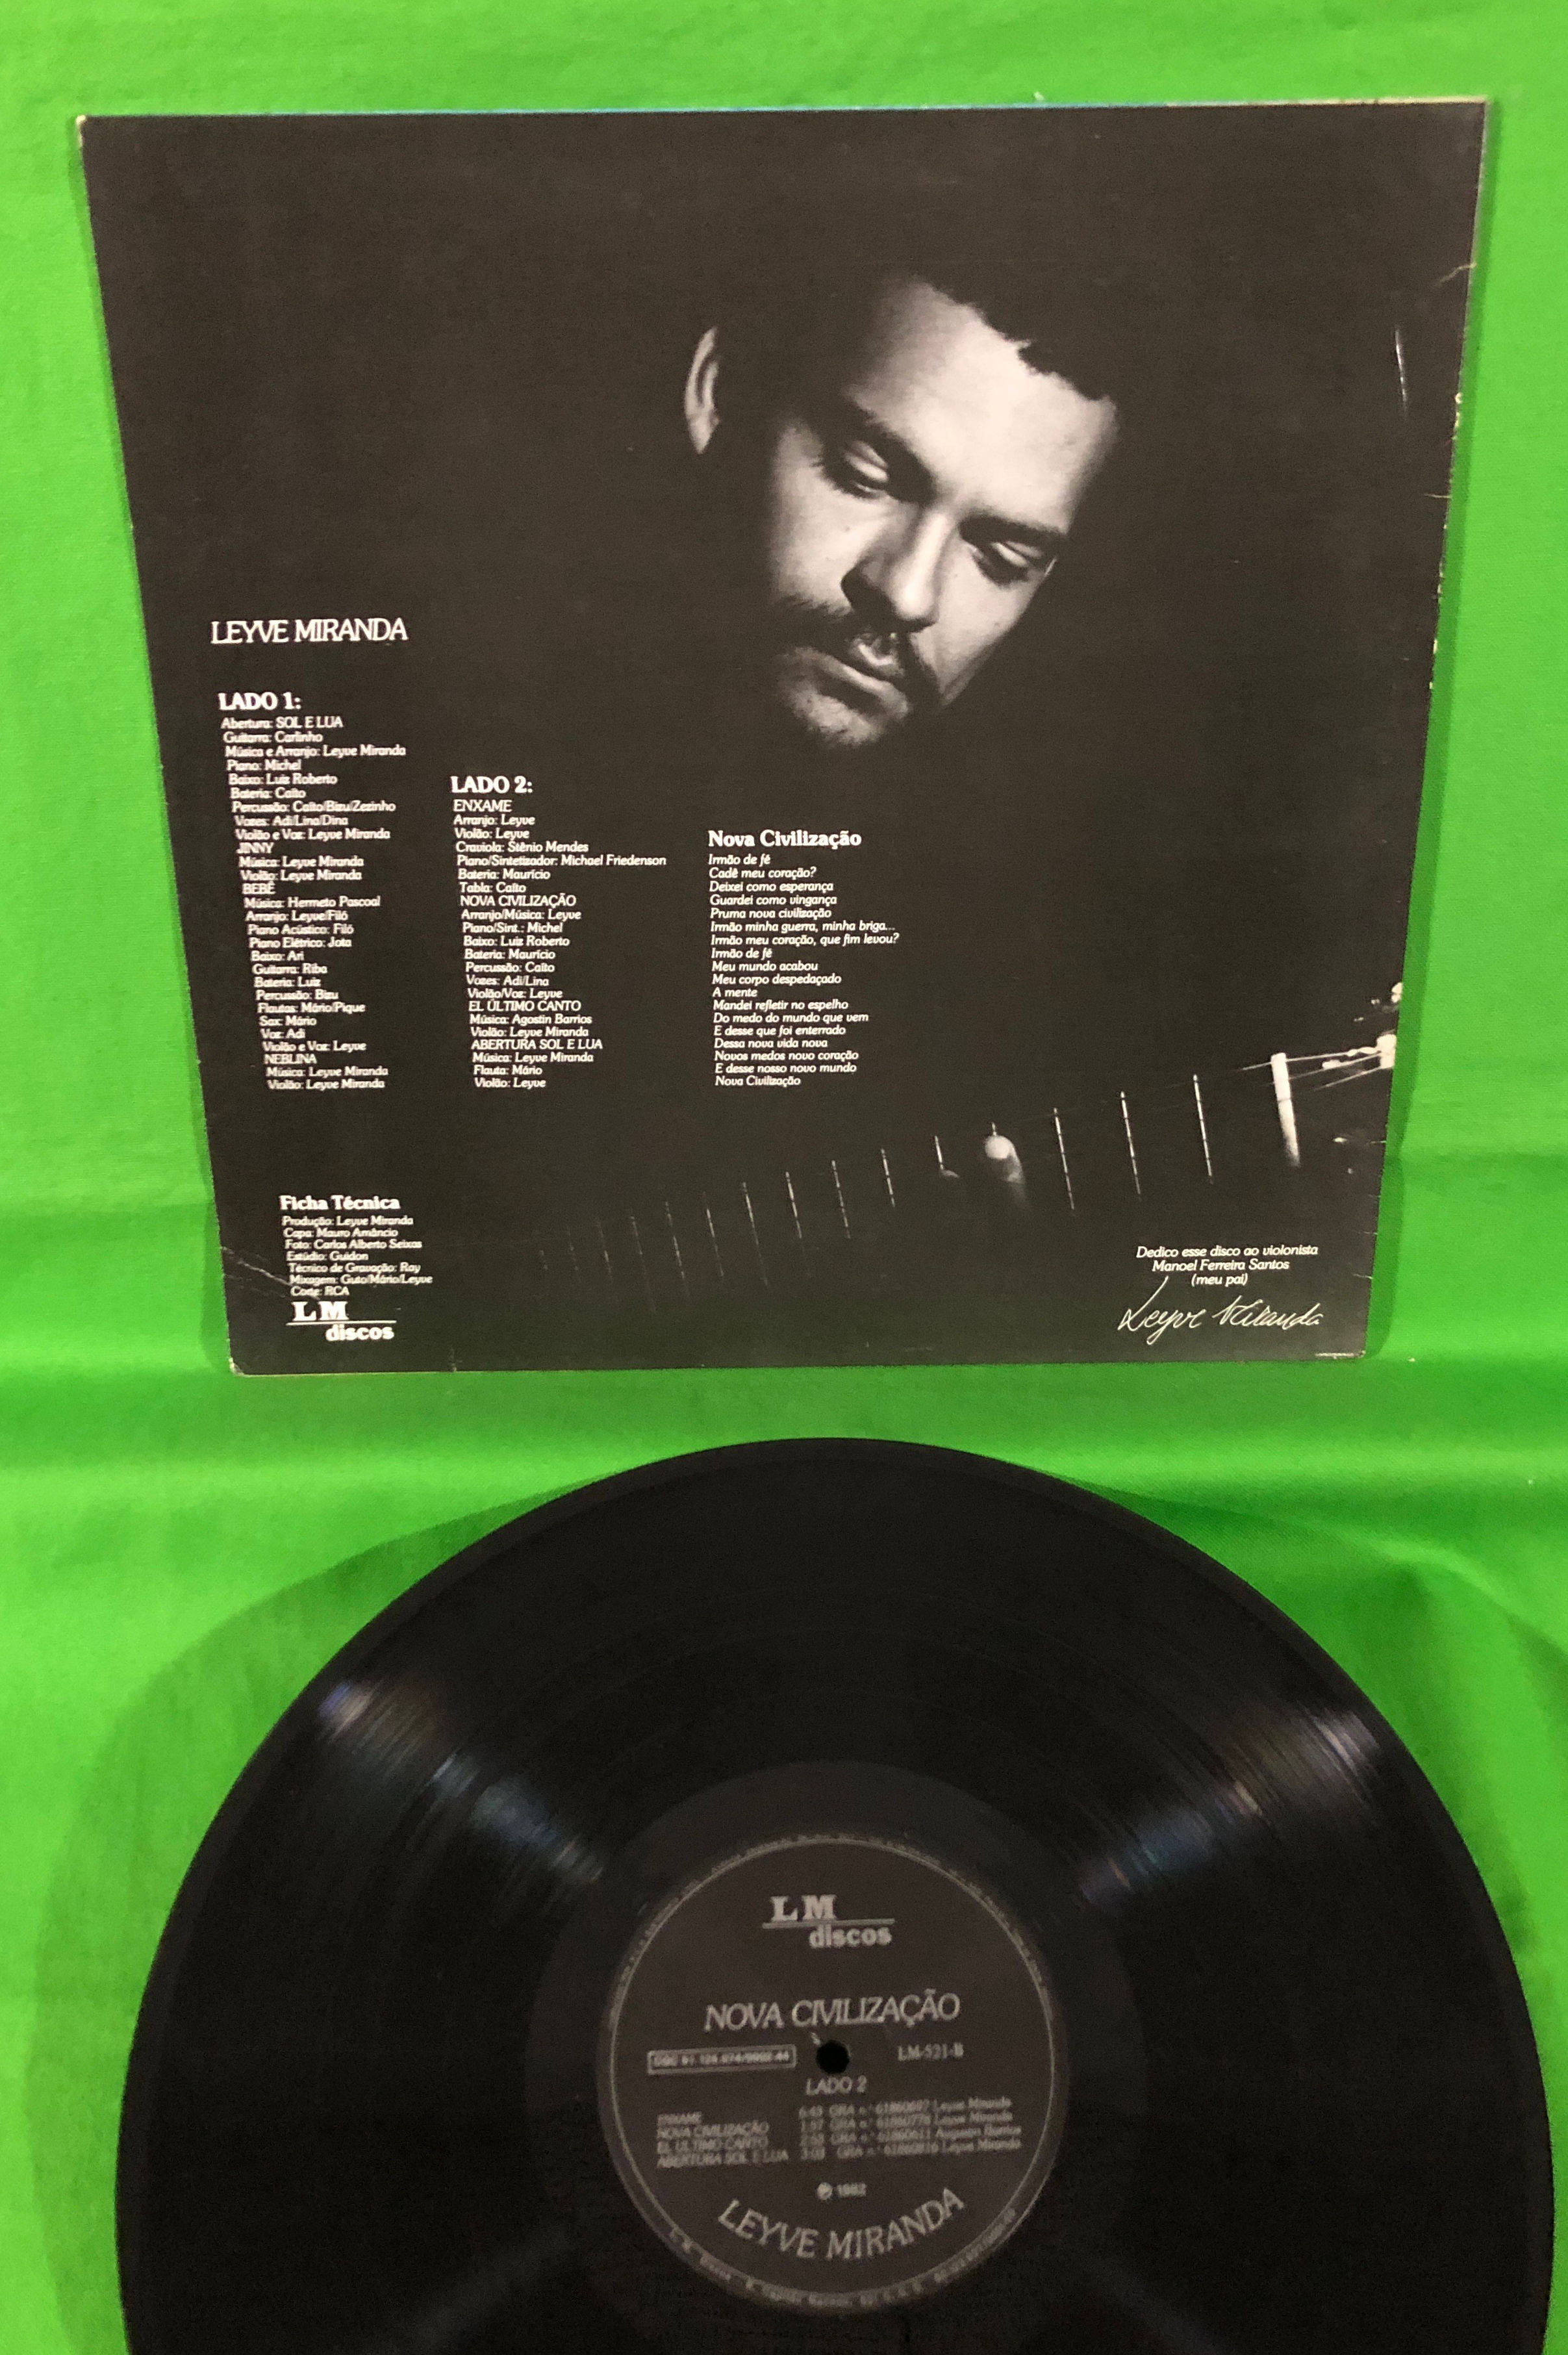 LEYVE MIRANDA
LADO 1:
Abertura: SOL E LUA
Guitarra: Carlinho
Música e Arranjo: Leyve Miranda
Piano: Michel
Baixo: Luiz Roberto
Bateria: Caíto
Percussão: Caíto/Bizu/Zezinho
Vozes: Adi/Lina/Dina
Violão e Voz: Leyve Miranda
JINNY
Música: Leyve Miranda
Violão: Leyve Miranda
BEBÊ
Música: Hermeto Pascoal
Arranjo: Leyve/Filó
Piano Acústico: Filó
Piano Elétrico: Jota
Baixo: Ari
Guitarra: Riba
Bateria: Luiz
Percussão: Bizu
Flautas: Mário/Pique
Sax: Mário
Voz: Adi
Violão e Voz: Leyve
NEBLINA
Música: Leyve Miranda
Violão: Leyve Miranda
LADO 2:
ENXAME
Arranjo: Leyve
Violão: Leyve
Craviola: Stênio Mendes
Piano/Sintetizador: Michael Friedenson
Bateria: Maurício
Tabla: Caíto
NOVA CIVILIZAÇÃO
Arranjo/Música: Leyve
Piano/Sint.: Michel
Baixo: Luiz Roberto
Bateria: Maurício
Percussão: Caíto
Vozes: Adi/Lina
Violão/Voz: Leyve
EL ÚLTIMO CANTO
Música: Agostin Barrios
Violão: Leyve Miranda
ABERTURA SOL E LUA
Música: Leyve Miranda
Flauta: Mário
Violão: Leyve
Nova Civilização
Irmão de fé
Cadê meu coração?
Deixei como esperança
Guardei como vingança
Pruma nova civilização
Irmão minha guerra, minha briga...
Irmão meu coração, que fim levou?
Irmão de fé
Meu mundo acabou
Meu corpo despedaçado
A mente
Mandei refletir no espelho
Do medo do mundo que vem
E desse que foi enterrado
Dessa nova vida nova
Novos medos novo coração
E desse nosso novo mundo
Nova Civilização
Ficha Técnica
Produção: Leyve Miranda
Capa: Mauro Amâncio
Foto: Carlos Alberto Seixas
Estúdio: Guidon
Técnico de Gravação: Ray
Mixagem: Guto/Mário/Leyve
Corte: RCA
LM
discos
Dedico esse disco ao violonista
Manoel Ferreira Santos
(meu pai)
Leyve Miranda
LM
discos
NOVA CIVILIZAÇÃO
LM-521-B
LADO 2
ENXAME 6:43 GRA n.º Leyve Miranda
NOVA CIVILIZAÇÃO GRA n.º Leyve Miranda
EL ÚLTIMO CANTO GRA n.º Augustin Barrios
ABERTURA SOL E LUA 3:03 GRA n.º Leyve Miranda
℗ 1982
LEYVE MIRANDA